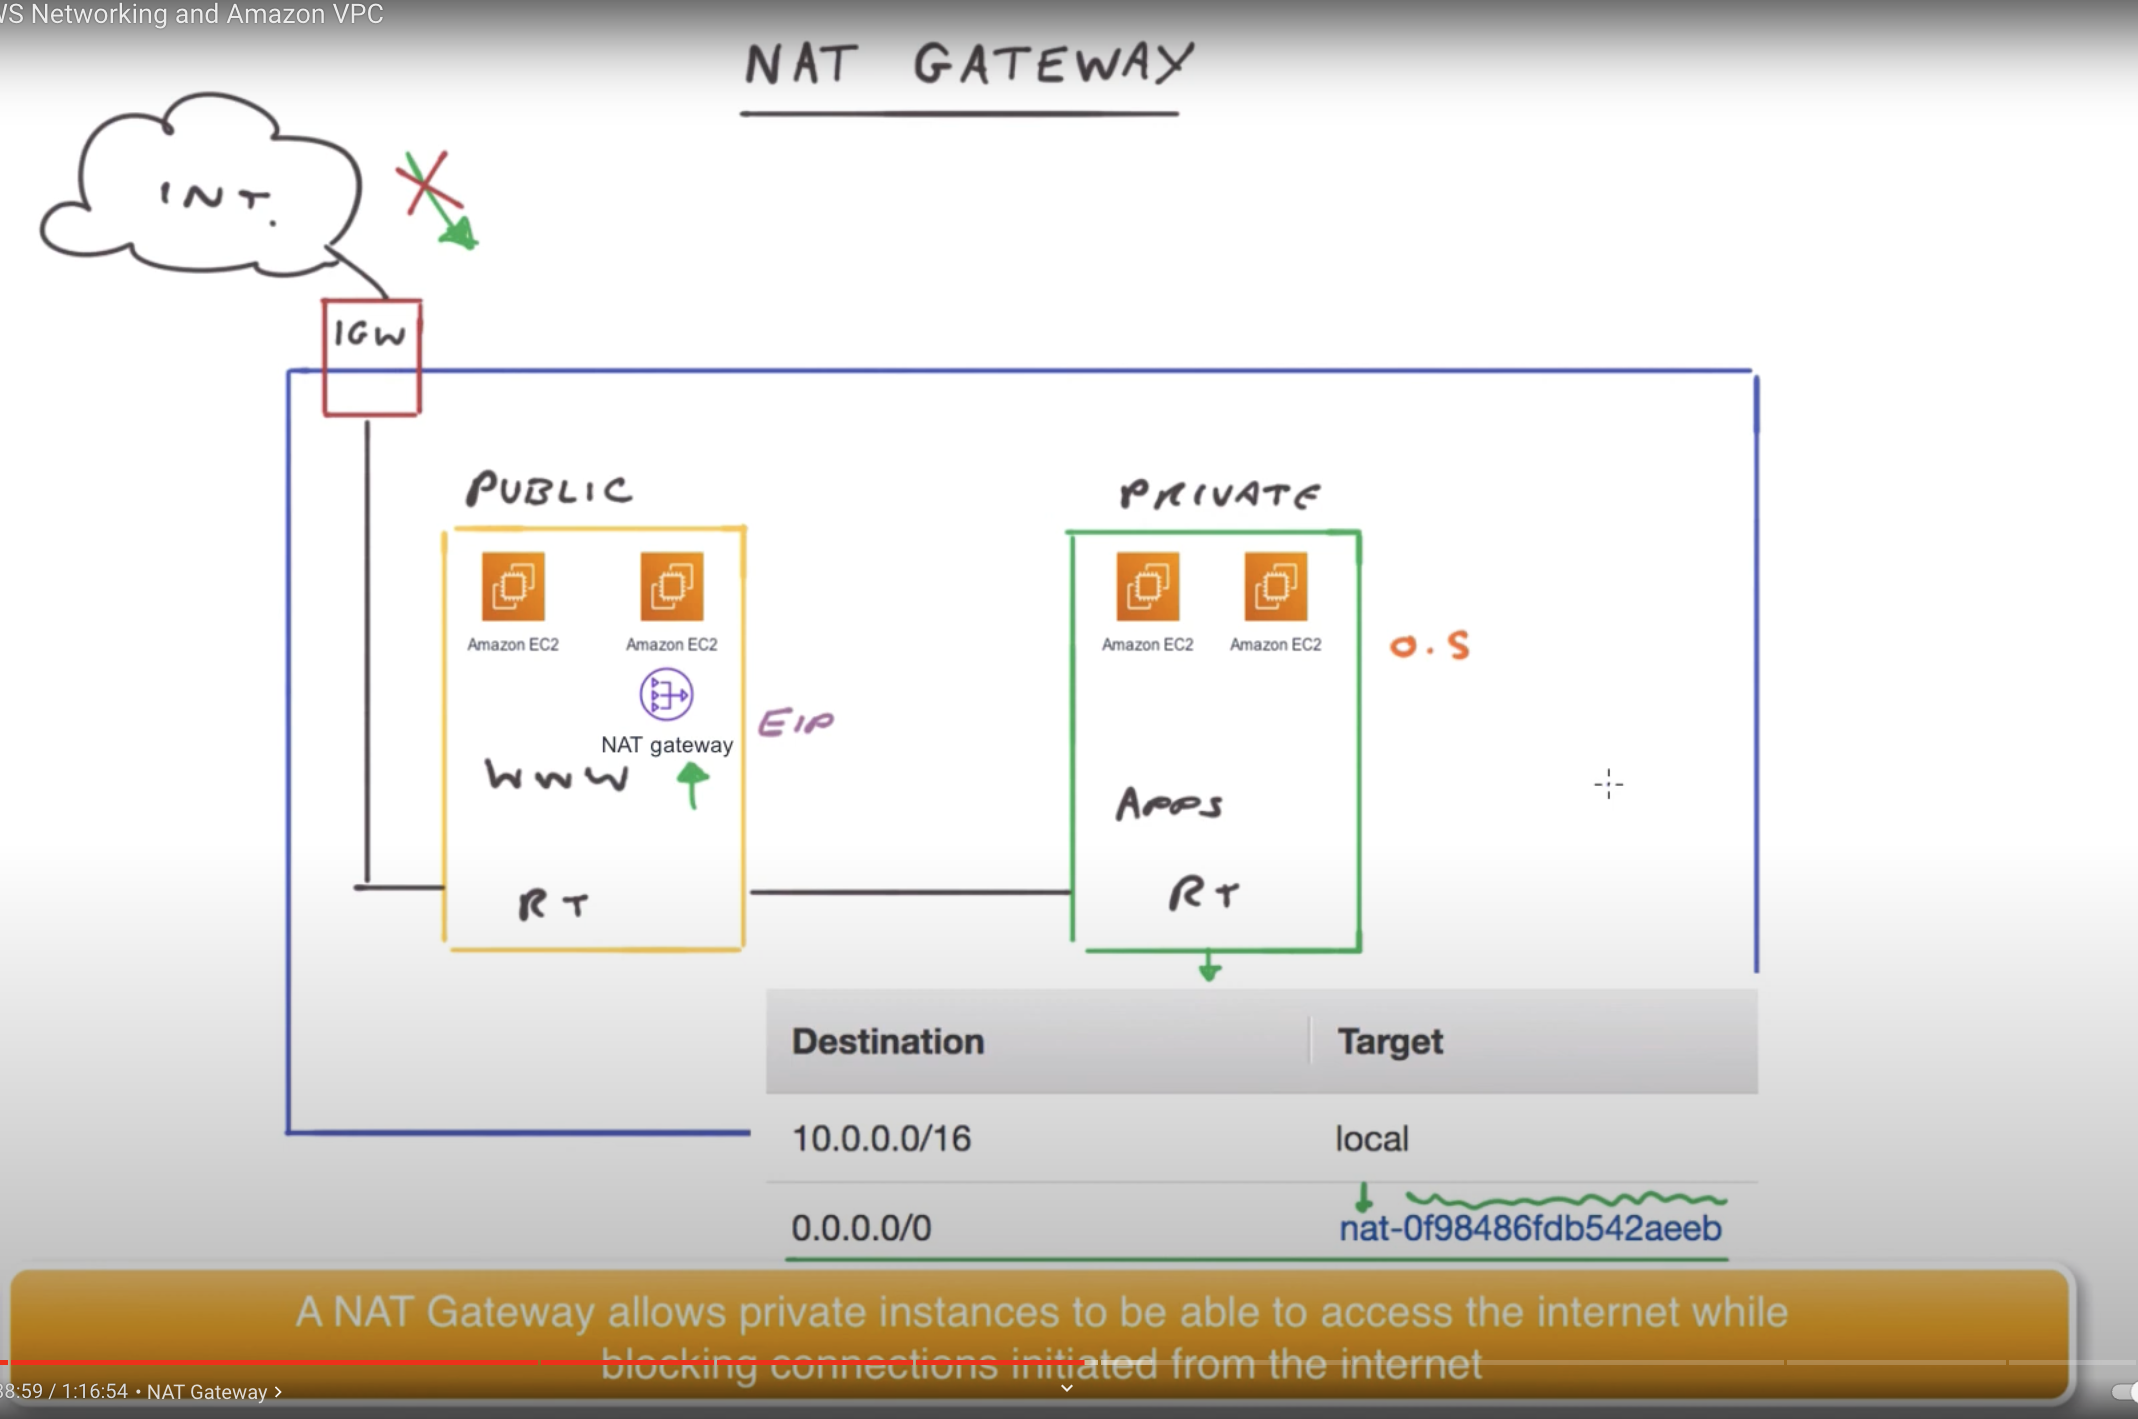 WS Networking and Amazon VPC
NAT GATEWAY
INT.
IGW
PUBLIC
PRIVATE
Amazon EC2
Amazon EC2
Amazon EC2
Amazon EC2
O.S
EIP
NAT gateway
WWW
APPS
RT
RT
Destination Target
10.0.0.0/16 local
0.0.0.0/0 nat-0f98486fdb542aeeb
A NAT Gateway allows private instances to be able to access the internet while
blocking connections initiated from the internet
38:59 / 1:16:54 • NAT Gateway >